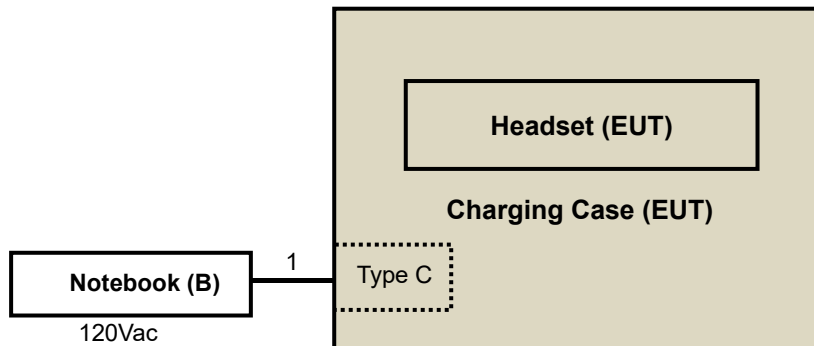 Headset (EUT)
Charging Case (EUT)
1
Type C
Notebook (B)
120Vac